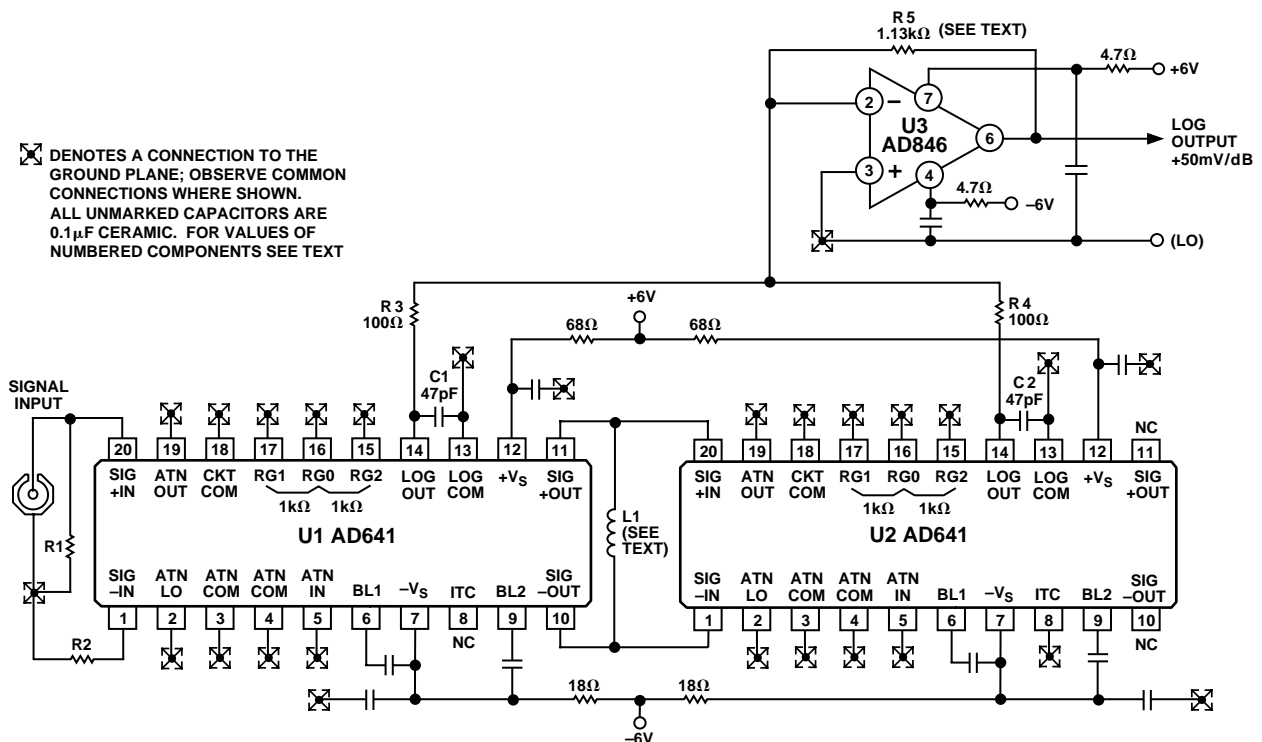 R5
1.13kΩ (SEE TEXT)
4.7Ω
+6V
2
–
7
U3
AD846
6
LOG
OUTPUT
+50mV/dB
3
+
4
4.7Ω
–6V
(LO)
DENOTES A CONNECTION TO THE
GROUND PLANE; OBSERVE COMMON
CONNECTIONS WHERE SHOWN.
ALL UNMARKED CAPACITORS ARE
0.1μF CERAMIC. FOR VALUES OF
NUMBERED COMPONENTS SEE TEXT
R3
100Ω
+6V
68Ω
68Ω
R4
100Ω
C1
47pF
C2
47pF
SIGNAL
INPUT
R1
R2
20 19 18 17 16 15 14 13 12 11
SIG +IN
ATN OUT
CKT COM
RG1 RG0 RG2
LOG OUT
LOG COM
+VS
SIG +OUT
1kΩ 1kΩ
U1 AD641
SIG –IN
ATN LO
ATN COM
ATN COM
ATN IN
BL1
–VS
ITC
BL2
SIG –OUT
1 2 3 4 5 6 7 8 9 10
NC
L1
(SEE
TEXT)
NC
20 19 18 17 16 15 14 13 12 11
SIG +IN
ATN OUT
CKT COM
RG1 RG0 RG2
LOG OUT
LOG COM
+VS
SIG +OUT
1kΩ 1kΩ
U2 AD641
SIG –IN
ATN LO
ATN COM
ATN COM
ATN IN
BL1
–VS
ITC
BL2
SIG –OUT
1 2 3 4 5 6 7 8 9 10
NC
18Ω
18Ω
–6V